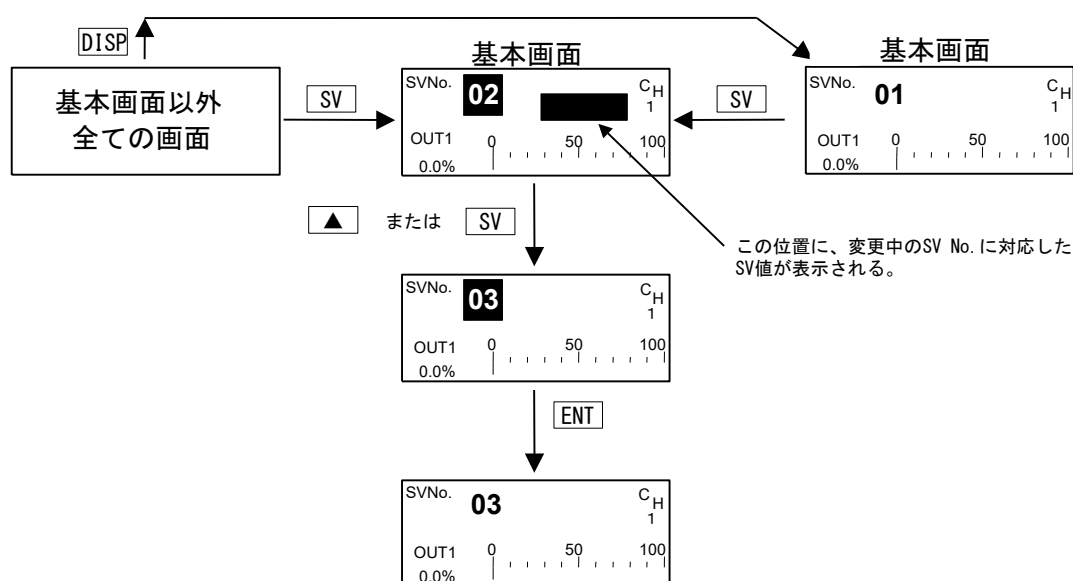 DISP
基本画面
基本画面
基本画面以外
全ての画面
SV
SVNo. 02 CH 1
OUT1 0 50 100
0.0%
SV
SVNo. 01 CH 1
OUT1 0 50 100
0.0%
▲ または SV
この位置に、変更中のSV No.に対応した
SV値が表示される。
SVNo. 03 CH 1
OUT1 0 50 100
0.0%
ENT
SVNo. 03 CH 1
OUT1 0 50 100
0.0%